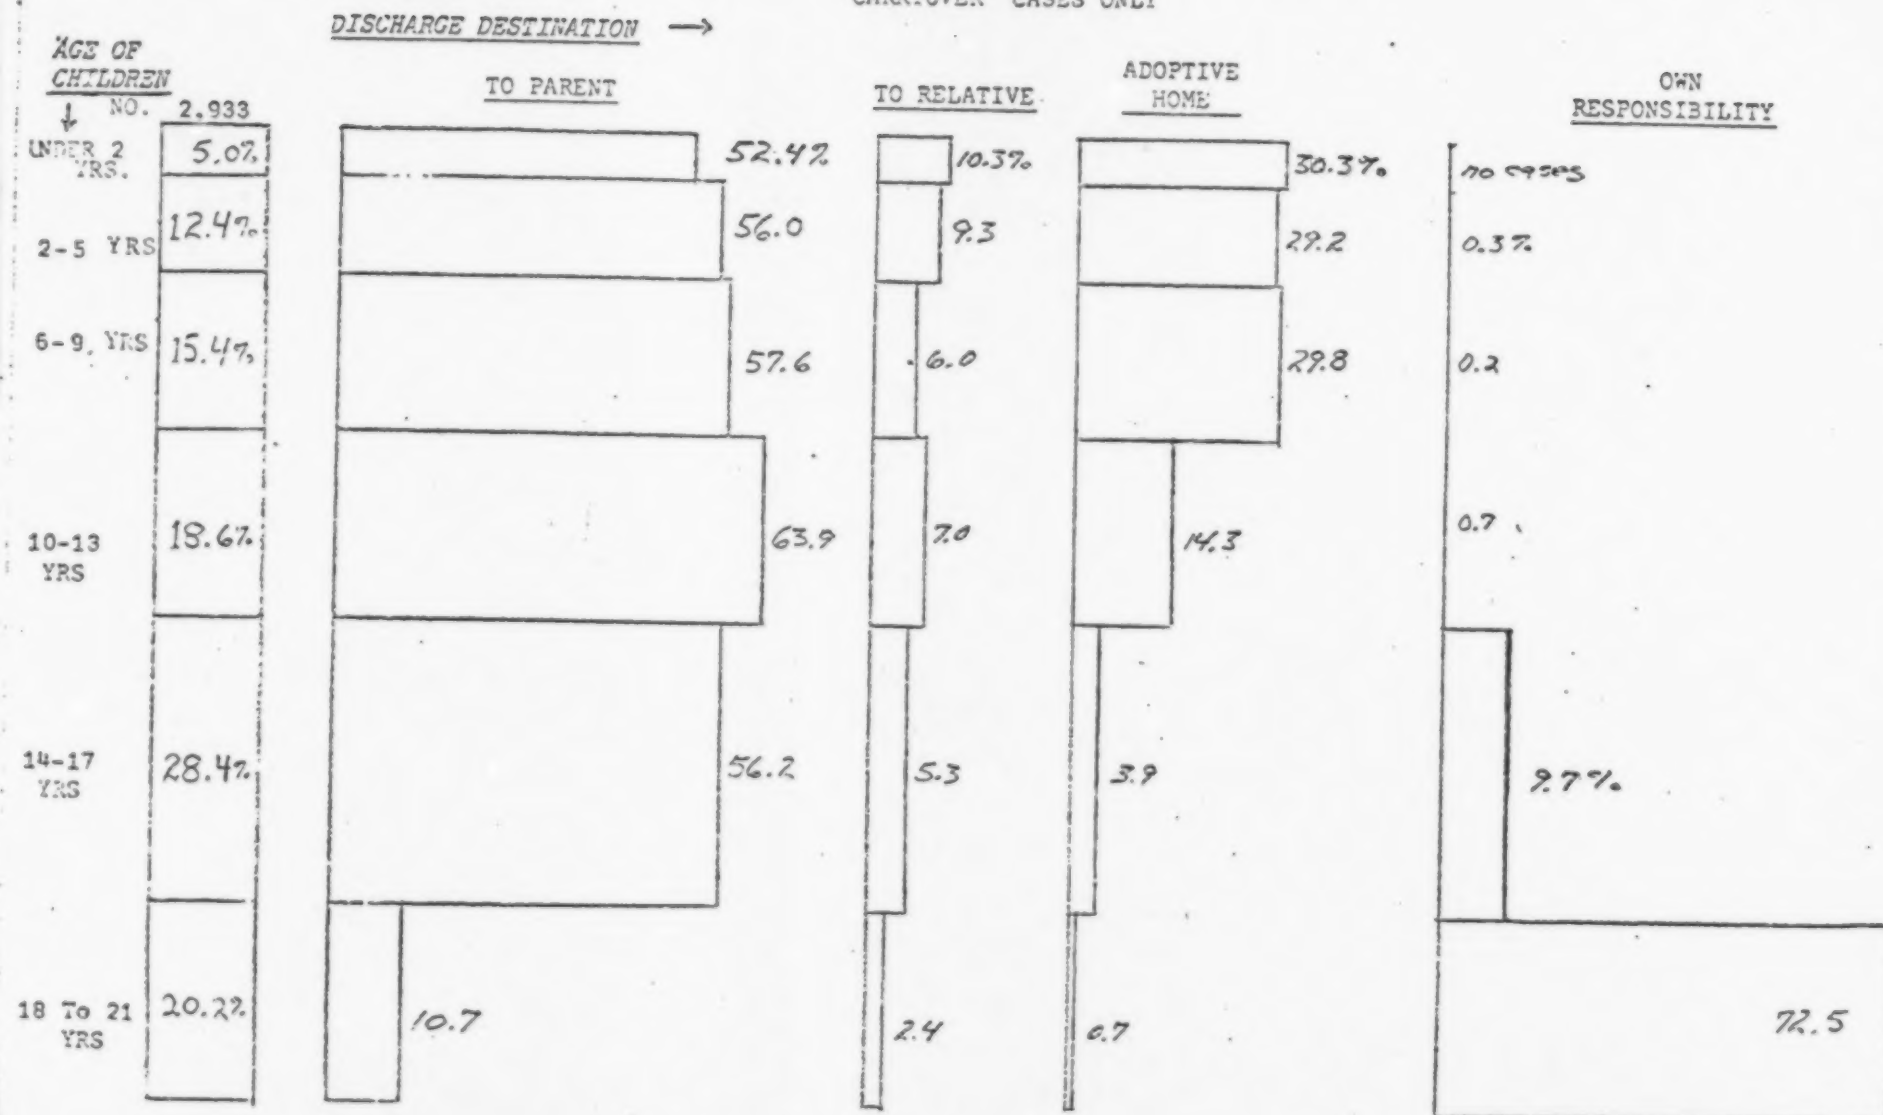 CARRYOVER CASES ONLY
DISCHARGE DESTINATION →
AGE OF
CHILDREN
↓ NO. 2,933
TO PARENT
TO RELATIVE
ADOPTIVE
HOME
OWN
RESPONSIBILITY
UNDER 2
YRS.
5.0% 52.4% 10.3% 30.3% no cases
2-5 YRS 12.4% 56.0 9.3 29.2 0.3%
6-9 YRS 15.4% 57.6 6.0 29.8 0.2
10-13
YRS
18.6% 63.9 7.0 14.3 0.7
14-17
YRS
28.4% 56.2 5.3 3.9 9.7%
18 To 21
YRS
20.2% 10.7 2.4 0.7 72.5